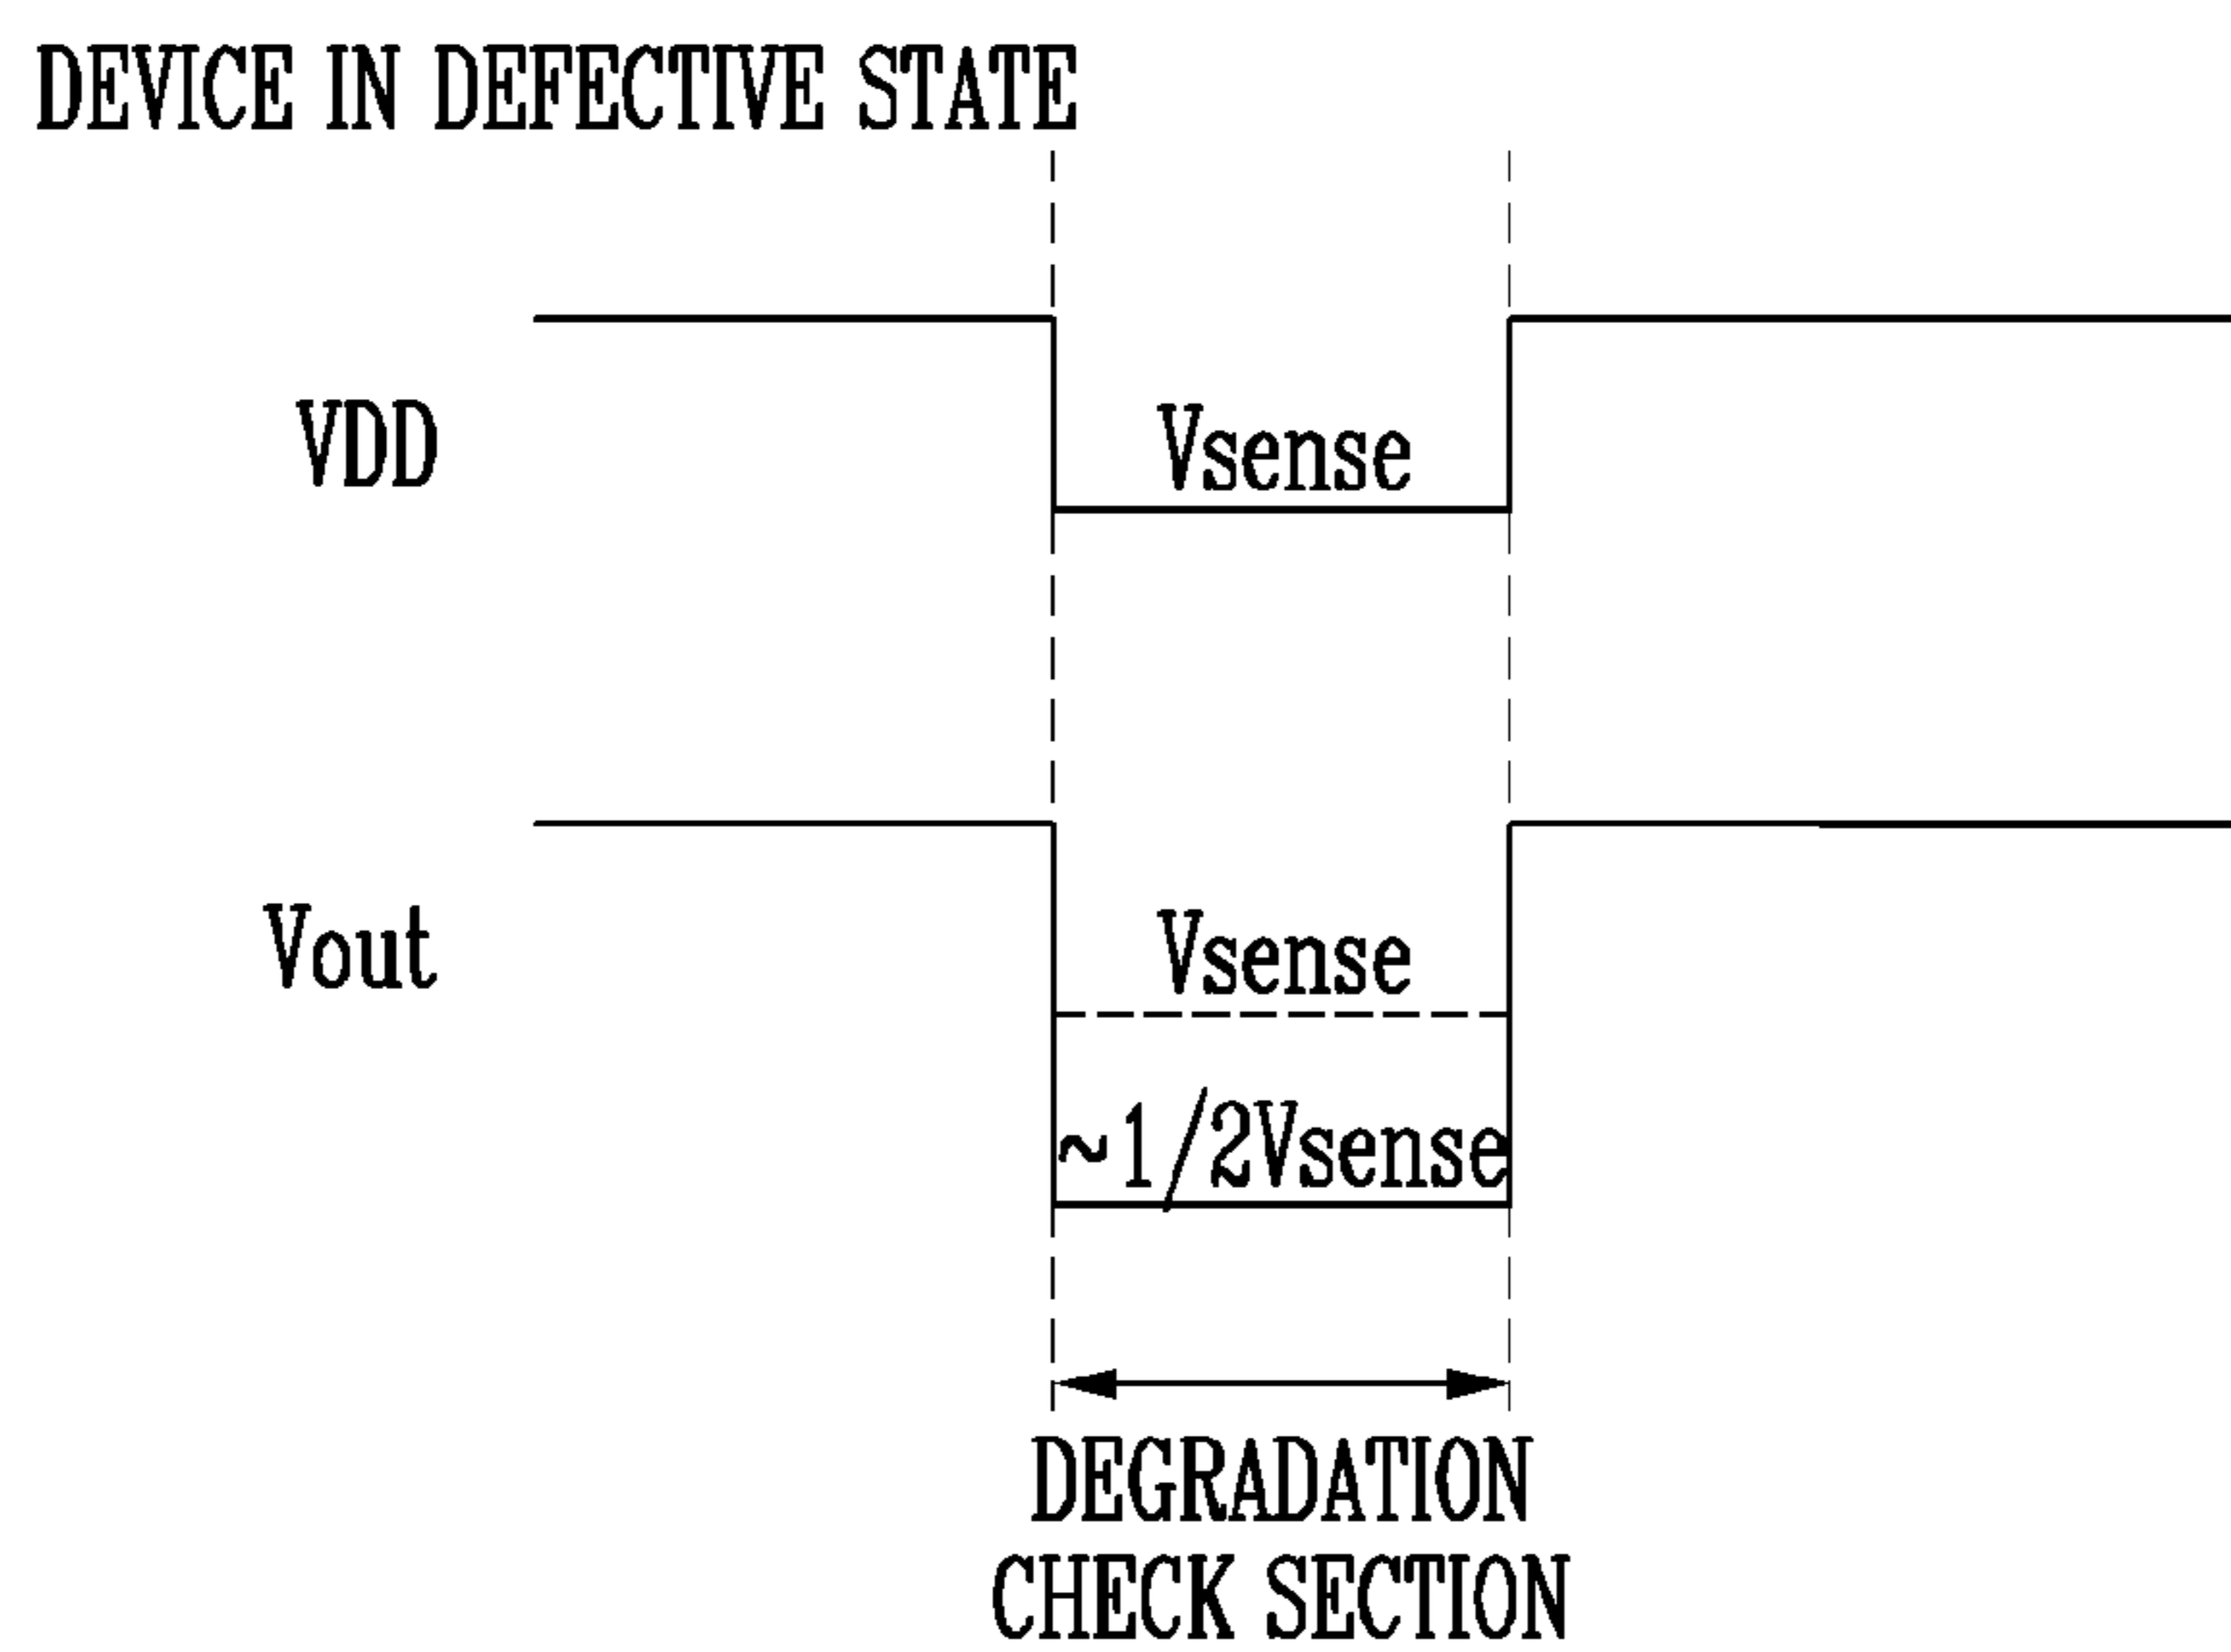 DEVICE IN DEFECTIVE STATE
VDD
Vsense
Vout
Vsense
~1/2Vsense
DEGRADATION
CHECK SECTION